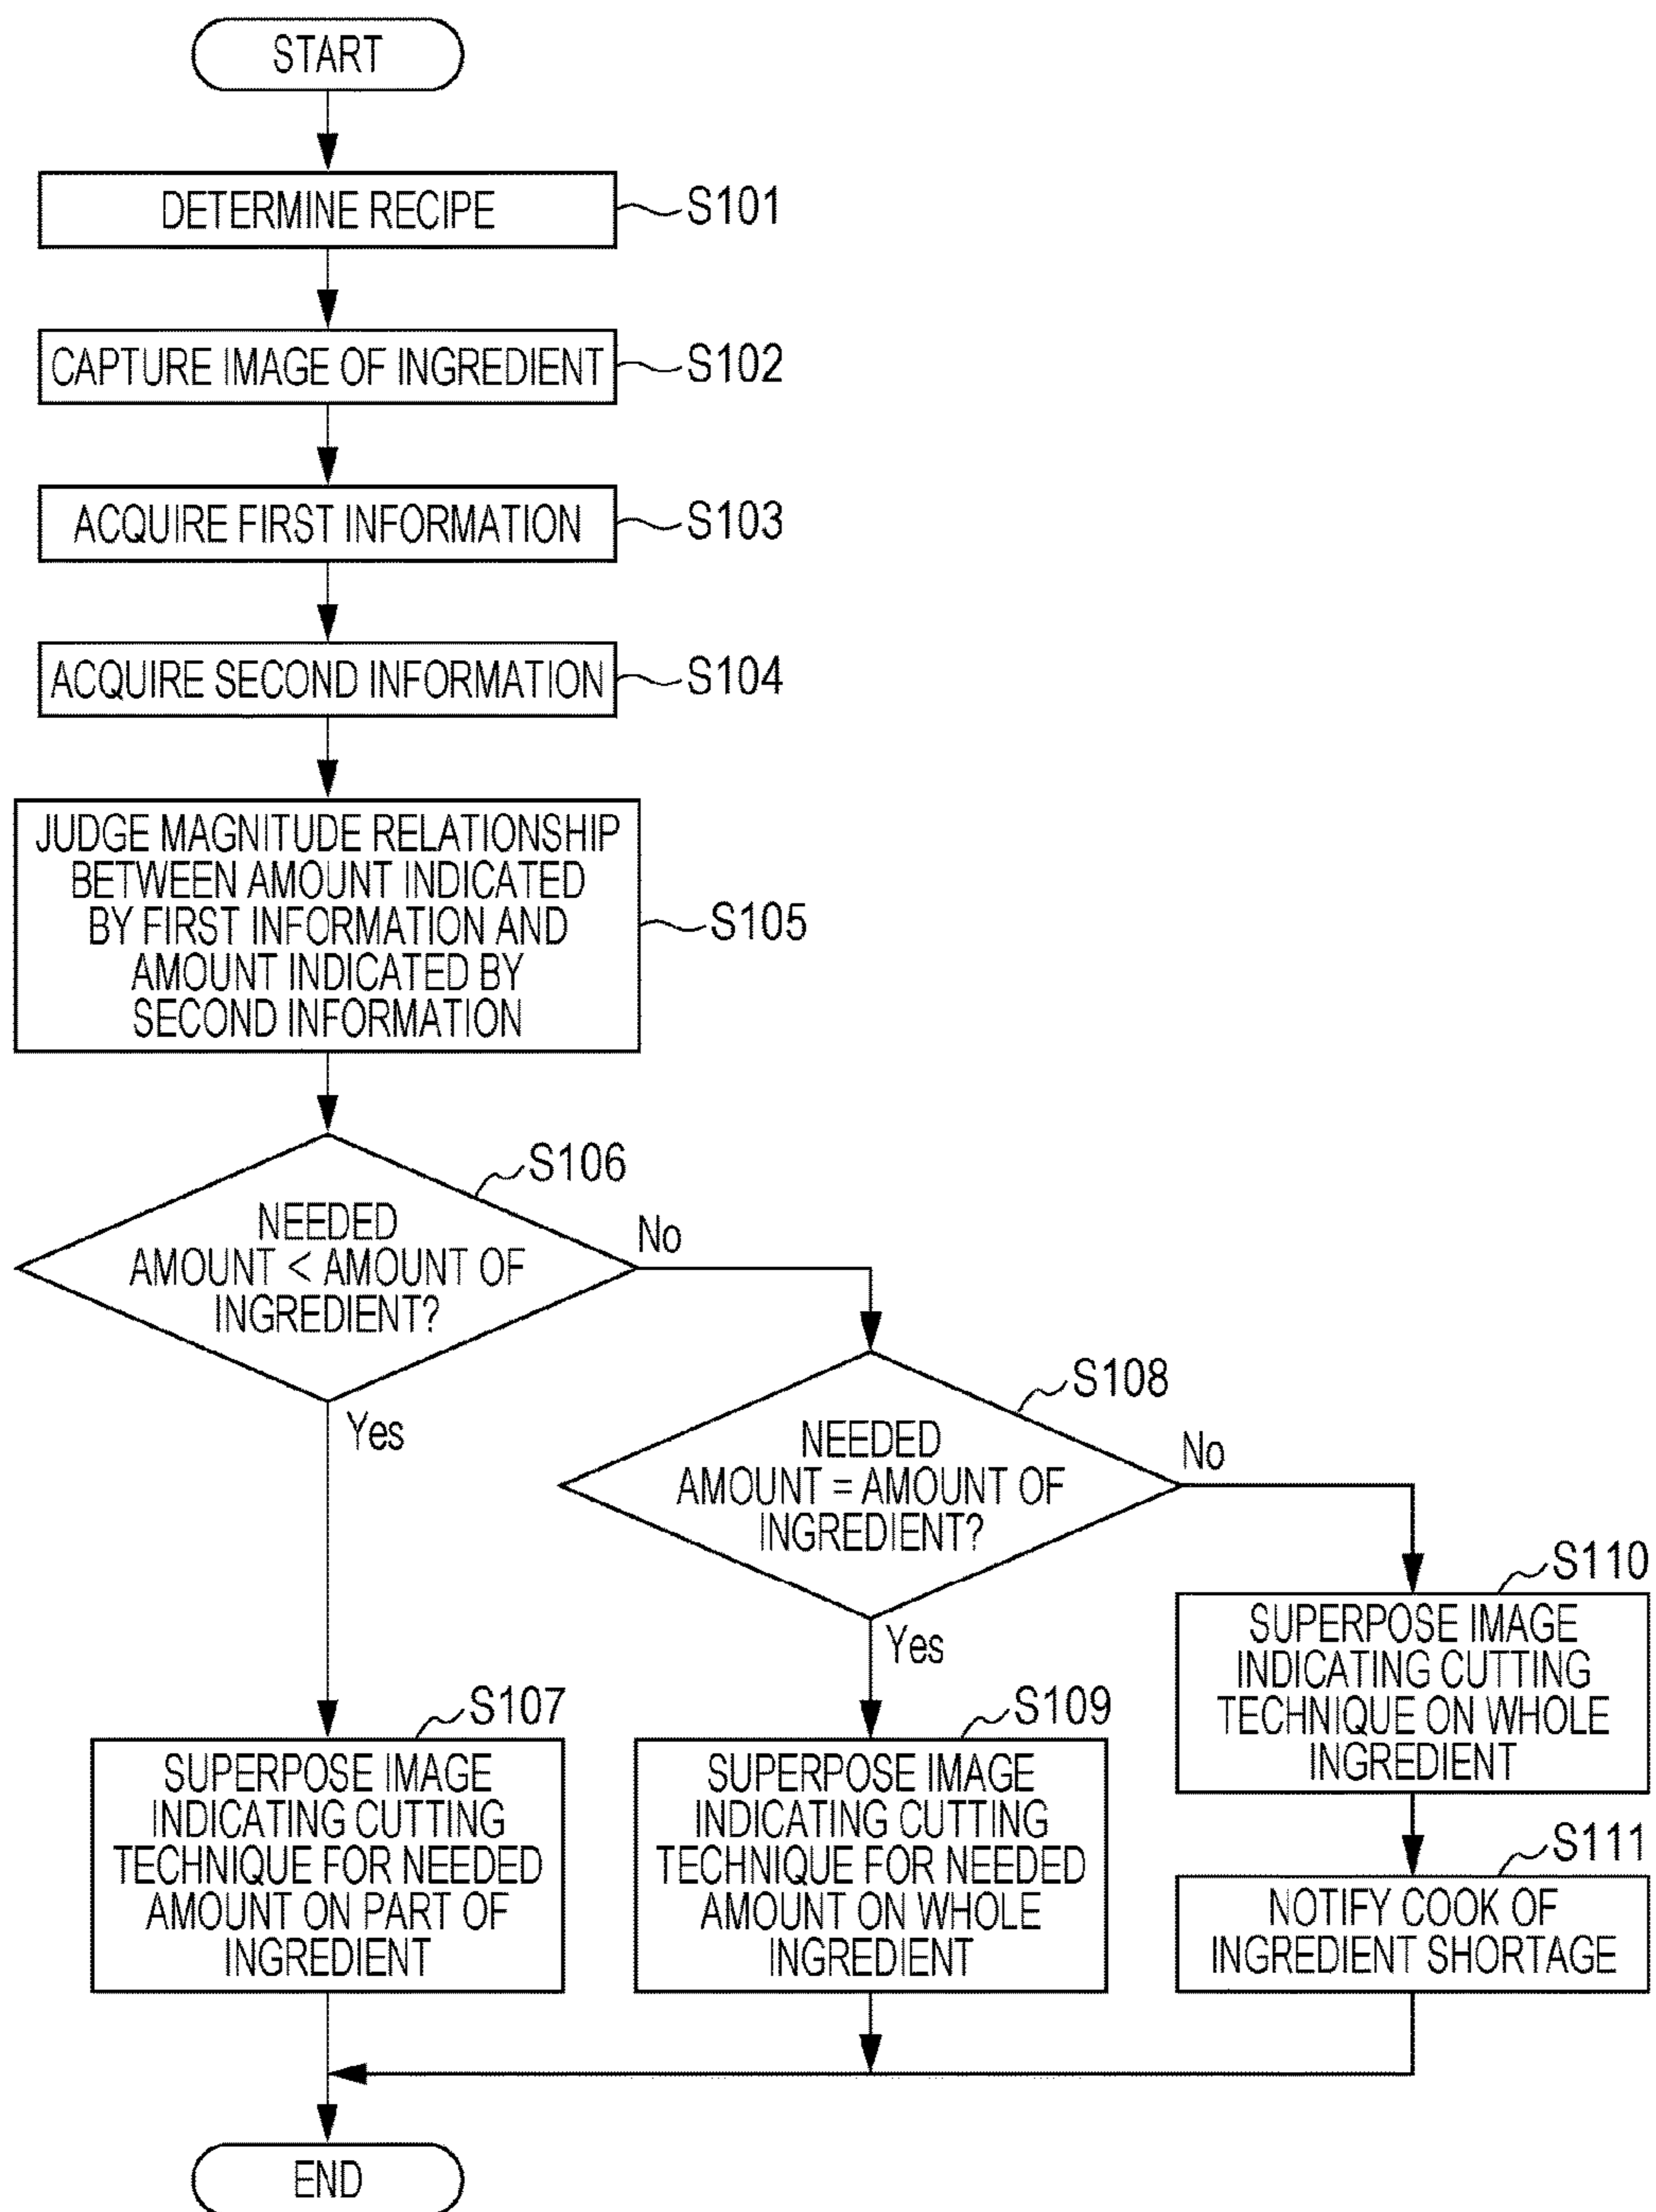 START
DETERMINE RECIPE
S101
CAPTURE IMAGE OF INGREDIENT
S102
ACQUIRE FIRST INFORMATION
S103
ACQUIRE SECOND INFORMATION
S104
JUDGE MAGNITUDE RELATIONSHIP
BETWEEN AMOUNT INDICATED
BY FIRST INFORMATION AND
AMOUNT INDICATED BY
SECOND INFORMATION
S105
S106
NEEDED
AMOUNT < AMOUNT OF
INGREDIENT?
No
Yes
S108
NEEDED
AMOUNT = AMOUNT OF
INGREDIENT?
No
Yes
S107
SUPERPOSE IMAGE
INDICATING CUTTING
TECHNIQUE FOR NEEDED
AMOUNT ON PART OF
INGREDIENT
S109
SUPERPOSE IMAGE
INDICATING CUTTING
TECHNIQUE FOR NEEDED
AMOUNT ON WHOLE
INGREDIENT
S110
SUPERPOSE IMAGE
INDICATING CUTTING
TECHNIQUE ON WHOLE
INGREDIENT
S111
NOTIFY COOK OF
INGREDIENT SHORTAGE
END